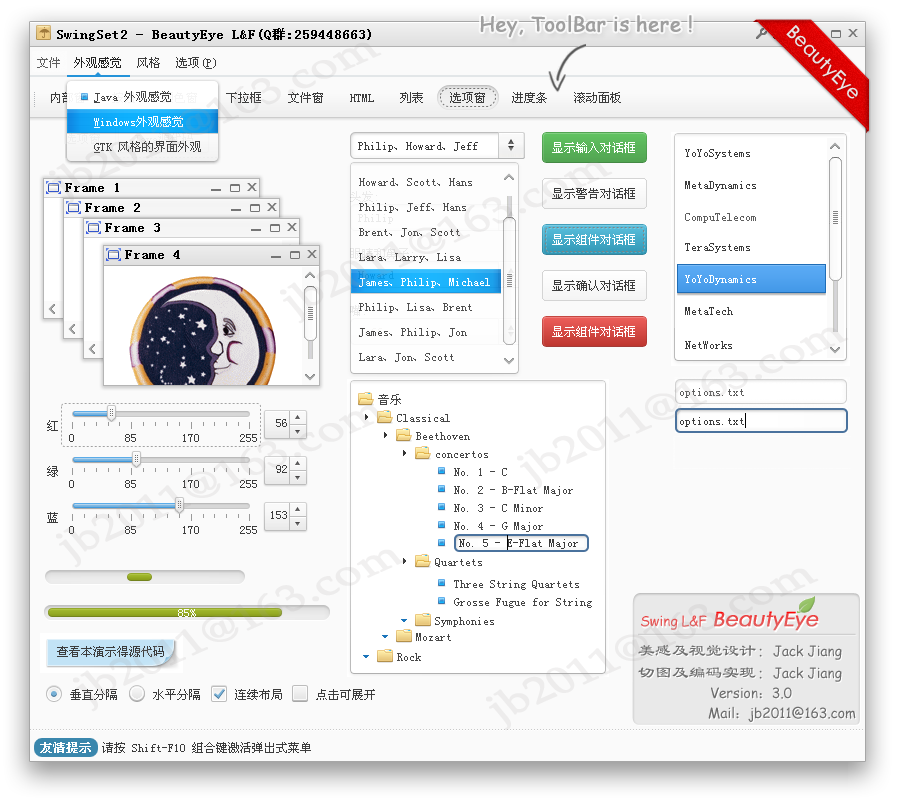 Hey, ToolBar is here !
SwingSet2 - BeautyEye L&F(Q群:259448663)
BeautyEye
文件 外观感觉 风格 选项(P)
内部 下拉框 文件窗 HTML 列表 选项窗 进度条 滚动面板
Java 外观感觉
Windows外观感觉
GTK 风格的界面外观
Frame 1
Frame 2
Frame 3
Frame 4
Philip、Howard、Jeff
Howard、Scott、Hans
Philip、Jeff、Hans
Brent、Jon、Scott
Lara、Larry、Lisa
James、Philip、Michael
Philip、Lisa、Brent
James、Philip、Jon
Lara、Jon、Scott
显示输入对话框
显示警告对话框
显示组件对话框
显示确认对话框
显示组件对话框
YoYoSystems
MetaDynamics
CompuTelecom
TeraSystems
YoYoDynamics
MetaTech
NetWorks
options.txt
options.txt
红 0 85 170 255 56
绿 0 85 170 255 92
蓝 0 85 170 255 153
85%
查看本演示得源代码
垂直分隔 水平分隔 连续布局 点击可展开
音乐
Classical
Beethoven
concertos
No. 1 - C
No. 2 - B-Flat Major
No. 3 - C Minor
No. 4 - G Major
No. 5 - E-Flat Major
Quartets
Three String Quartets
Grosse Fugue for String
Symphonies
Mozart
Rock
Swing L&F BeautyEye
美感及视觉设计: Jack Jiang
切图及编码实现: Jack Jiang
Version: 3.0
Mail: jb2011@163.com
友情提示 请按 Shift-F10 组合键激活弹出式菜单
jb2011@163.com
jb2011@163.com
jb2011@163.com
jb2011@163.com
jb2011@163.com